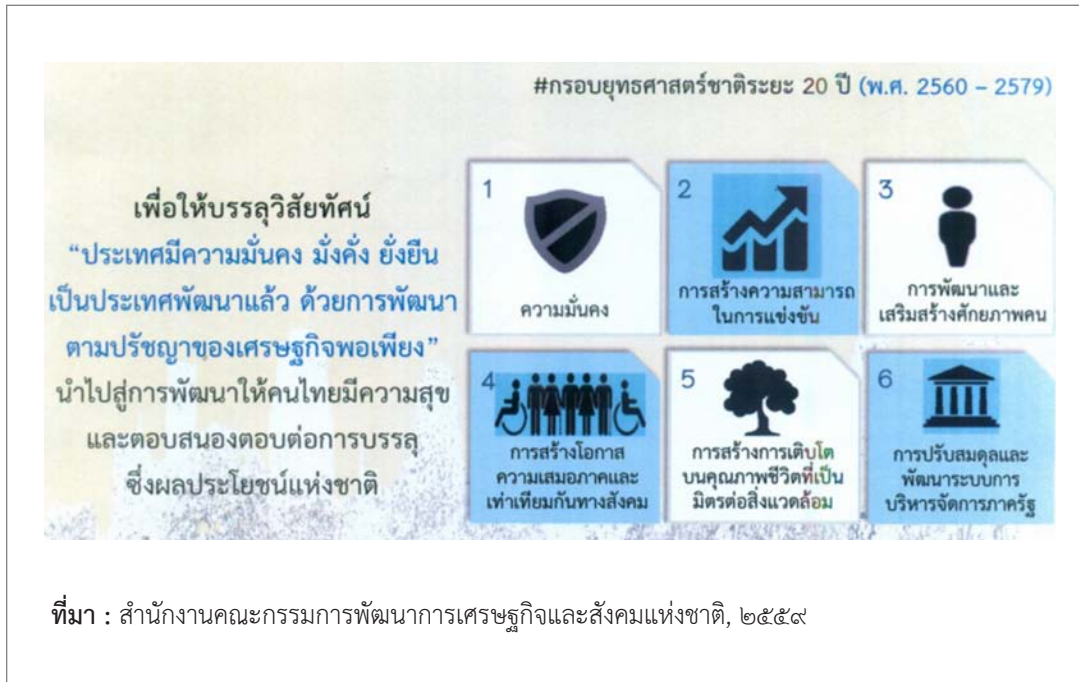 #กรอบยุทธศาสตร์ชาติระยะ 20 ปี (พ.ศ. 2560 – 2579)
เพื่อให้บรรลุวิสัยทัศน์
“ประเทศมีความมั่นคง มั่งคั่ง ยั่งยืน
เป็นประเทศพัฒนาแล้ว ด้วยการพัฒนา
ตามปรัชญาของเศรษฐกิจพอเพียง”
นำไปสู่การพัฒนาให้คนไทยมีความสุข
และตอบสนองตอบต่อการบรรลุ
ซึ่งผลประโยชน์แห่งชาติ
1
ความมั่นคง
2
การสร้างความสามารถ
ในการแข่งขัน
3
การพัฒนาและ
เสริมสร้างศักยภาพคน
4
การสร้างโอกาส
ความเสมอภาคและ
เท่าเทียมกันทางสังคม
5
การสร้างการเติบโต
บนคุณภาพชีวิตที่เป็น
มิตรต่อสิ่งแวดล้อม
6
การปรับสมดุลและ
พัฒนาระบบการ
บริหารจัดการภาครัฐ
ที่มา : สำนักงานคณะกรรมการพัฒนาการเศรษฐกิจและสังคมแห่งชาติ, ๒๕๕๙